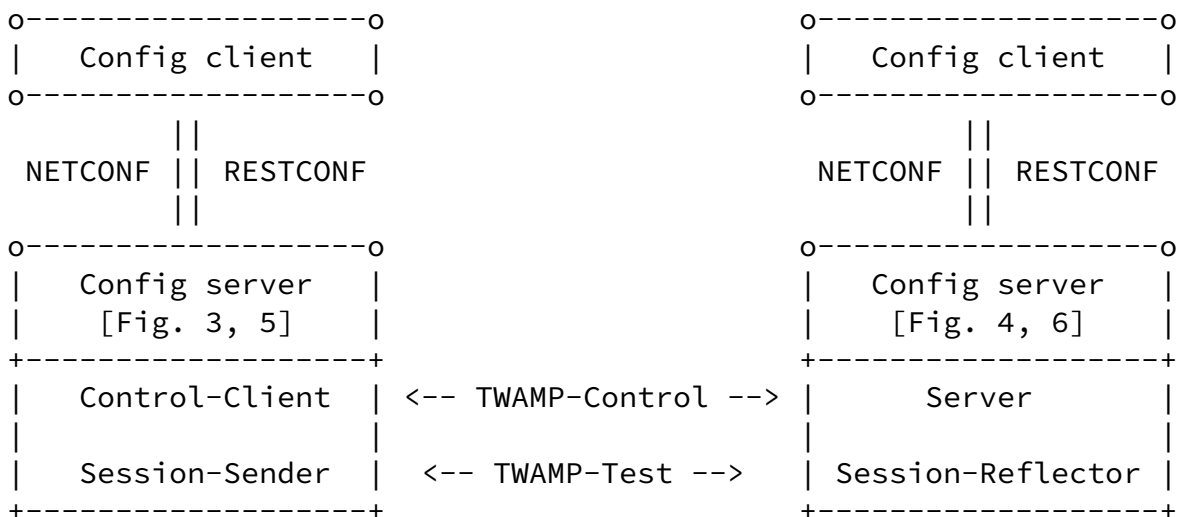 o-------------------o                        o-------------------o
|   Config client   |                        |   Config client   |
o-------------------o                        o-------------------o
         ||                                           ||
 NETCONF || RESTCONF                          NETCONF || RESTCONF
         ||                                           ||
o-------------------o                        o-------------------o
|   Config server   |                        |   Config server   |
|    [Fig. 3, 5]    |                        |    [Fig. 4, 6]    |
+-------------------+                        +-------------------+
|   Control-Client  | <-- TWAMP-Control --> |      Server       |
|                   |                        |                   |
|   Session-Sender  |  <-- TWAMP-Test -->    | Session-Reflector |
+-------------------+                        +-------------------+